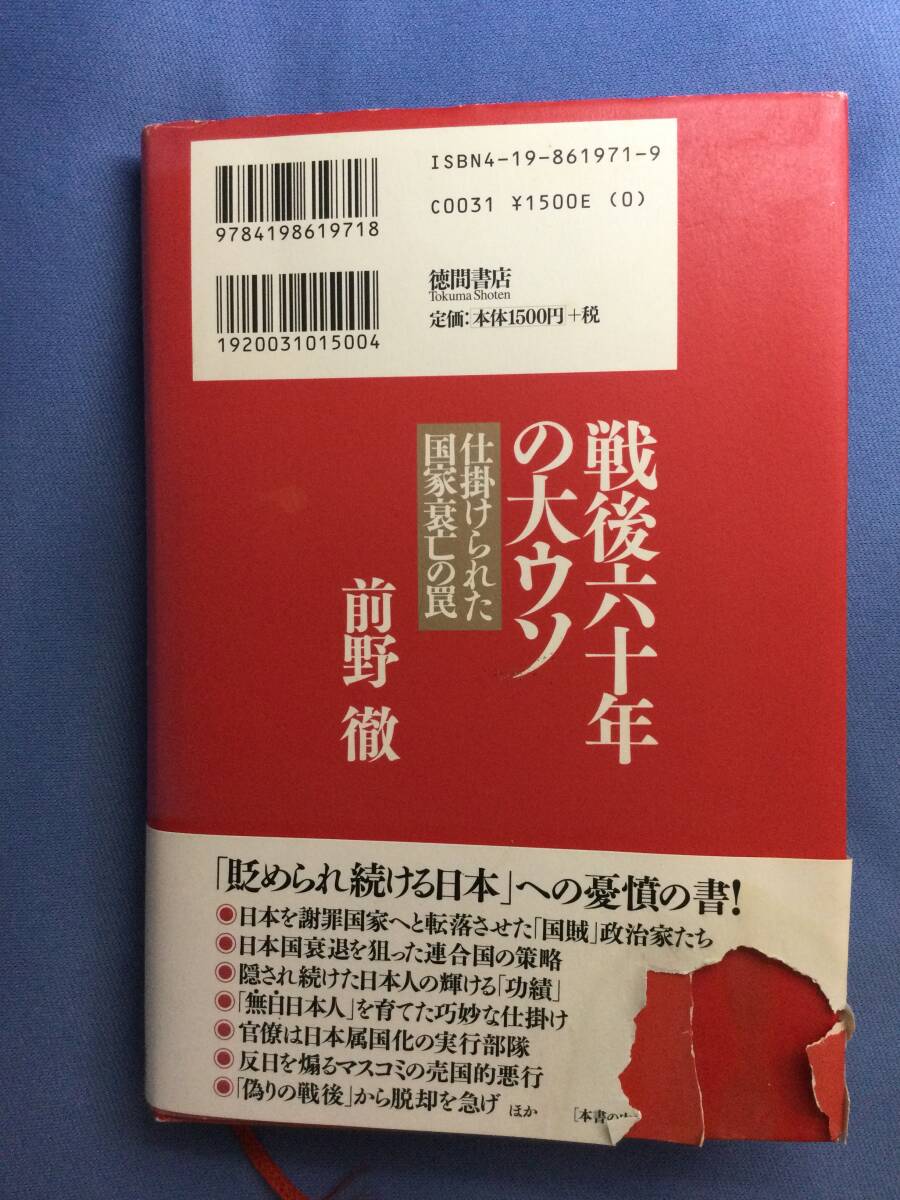 ISBN4-19-861971-9
C0031 ¥1500E (0)
9784198619718
徳間書店
Tokuma Shoten
定価：本体1500円+税
1920031015004
戦後六十年
の大ウソ
仕掛けられた
国家衰亡の罠
前野 徹
「貶められ続ける日本」への憂憤の書!
◉日本を謝罪国家へと転落させた「国賊」政治家たち
◉日本国衰退を狙った連合国の策略
◉隠され続けた日本人の輝ける「功績」
◉「無白日本人」を育てた巧妙な仕掛け
◉官僚は日本属国化の実行部隊
◉反日を煽るマスコミの売国的悪行
◉「偽りの戦後」から脱却を急げ ほか
［本書の